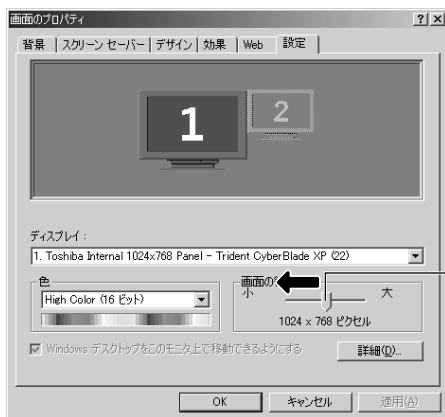 画面のプロパティ
背景 スクリーン セーバー デザイン 効果 Web 設定
1
2
ディスプレイ :
1. Toshiba Internal 1024x768 Panel - Trident CyberBlade XP (22)
色
High Color (16 ビット)
画面の
小 大
1024 x 768 ピクセル
Windows デスクトップをこのモニタ上で移動できるようにする
詳細(D)...
OK キャンセル 適用(A)